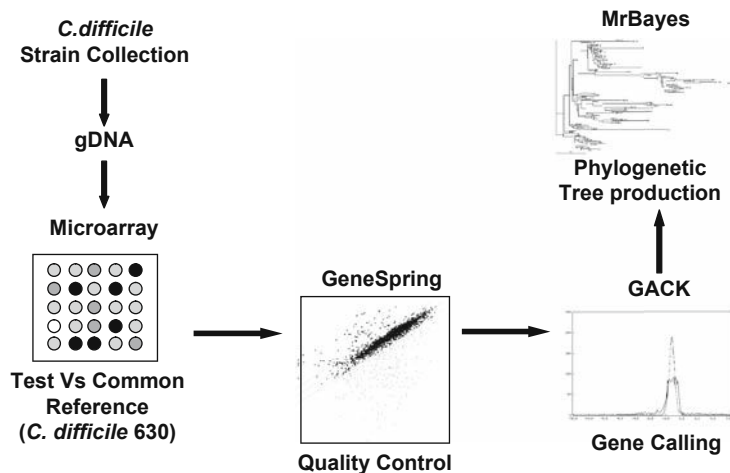 C.difficile
Strain Collection
gDNA
Microarray
Test Vs Common
Reference
(C. difficile 630)
GeneSpring
Quality Control
GACK
Gene Calling
MrBayes
Phylogenetic
Tree production